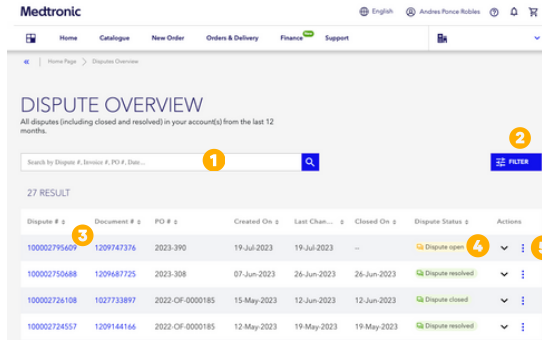 Medtronic
English Andres Ponce-Robles
Home Catalogue New Order Orders & Delivery Finance New Support
« | Home Page > Disputes Overview
DISPUTE OVERVIEW
All disputes (including closed and resolved) in your account(s) from the last 12
months.
2
Search by Dispute #, Invoice #, PO #, Date... 1 FILTER
27 RESULT
Dispute # Document # PO # Created On Last Chan... Closed On Dispute Status Actions
3
100002795609 1209747376 2023-390 19-Jul-2023 19-Jul-2023 – Dispute open 4 5
100002750688 1209687725 2023-308 07-Jun-2023 26-Jun-2023 26-Jun-2023 Dispute resolved
100002726108 1027733897 2022-OF-0000185 15-May-2023 12-Jun-2023 12-Jun-2023 Dispute closed
100002724557 1209144166 2022-OF-0000185 12-May-2023 19-May-2023 19-May-2023 Dispute resolved